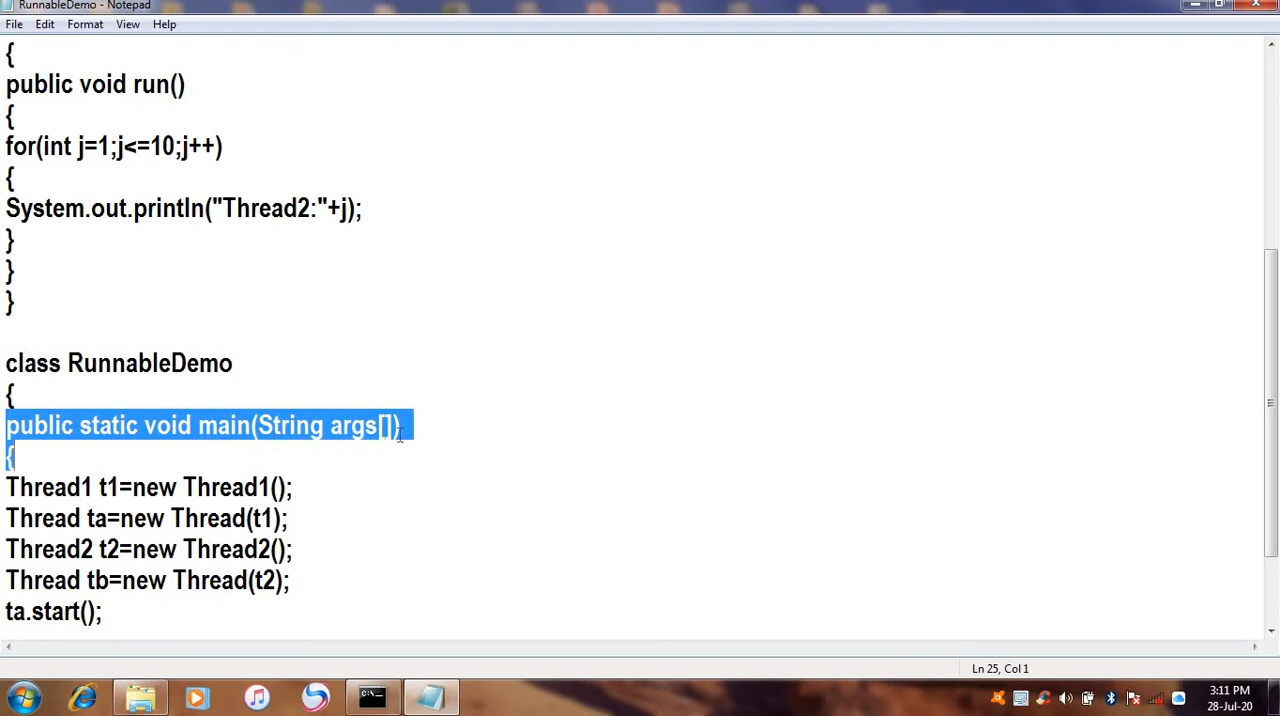 RunnableDemo - Notepad
File Edit Format View Help
{
public void run()
{
for(int j=1;j<=10;j++)
{
System.out.println("Thread2:"+j);
}
}
}
class RunnableDemo
{
public static void main(String args[])
{
Thread1 t1=new Thread1();
Thread ta=new Thread(t1);
Thread2 t2=new Thread2();
Thread tb=new Thread(t2);
ta.start();
Ln 25, Col 1
3:11 PM
28-Jul-20